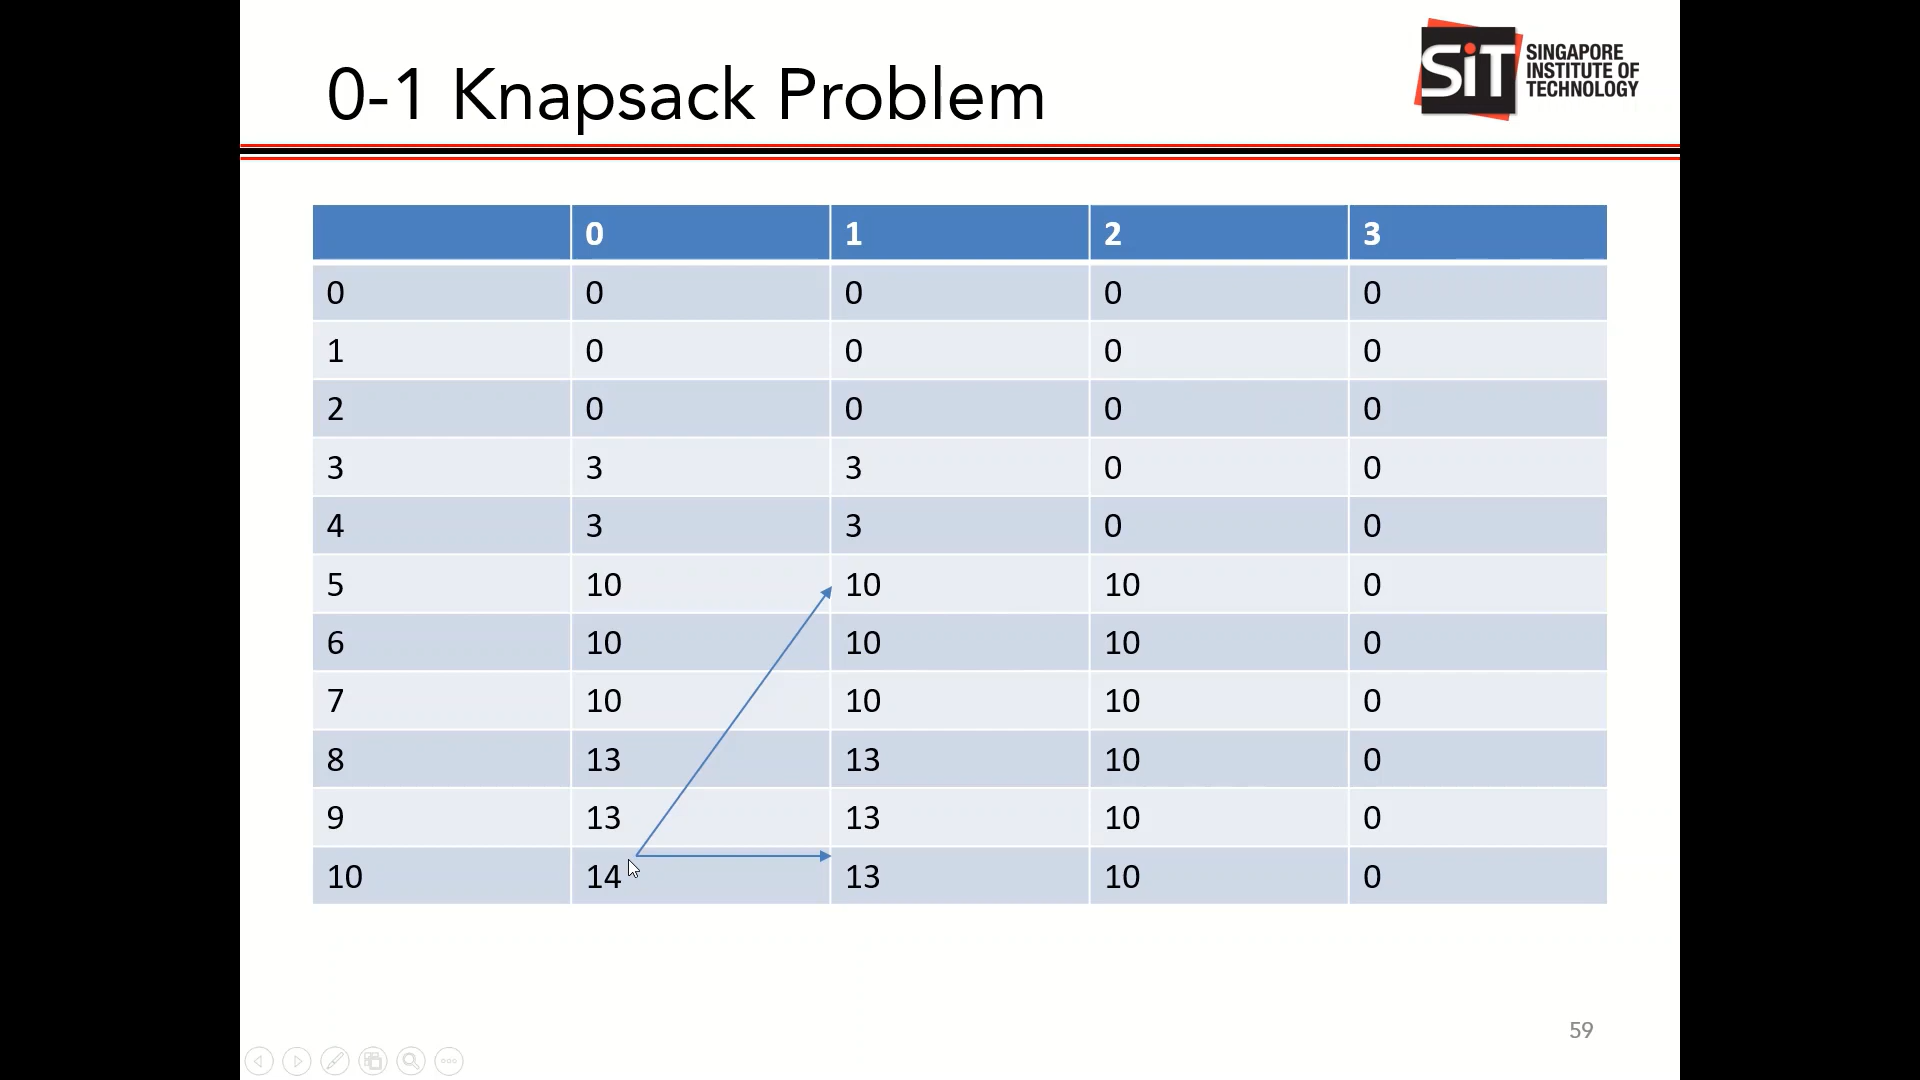 0-1 Knapsack Problem
SiT SINGAPORE
INSTITUTE OF
TECHNOLOGY
0 1 2 3
0 0 0 0 0
1 0 0 0 0
2 0 0 0 0
3 3 3 0 0
4 3 3 0 0
5 10 10 10 0
6 10 10 10 0
7 10 10 10 0
8 13 13 10 0
9 13 13 10 0
10 14 13 10 0
59